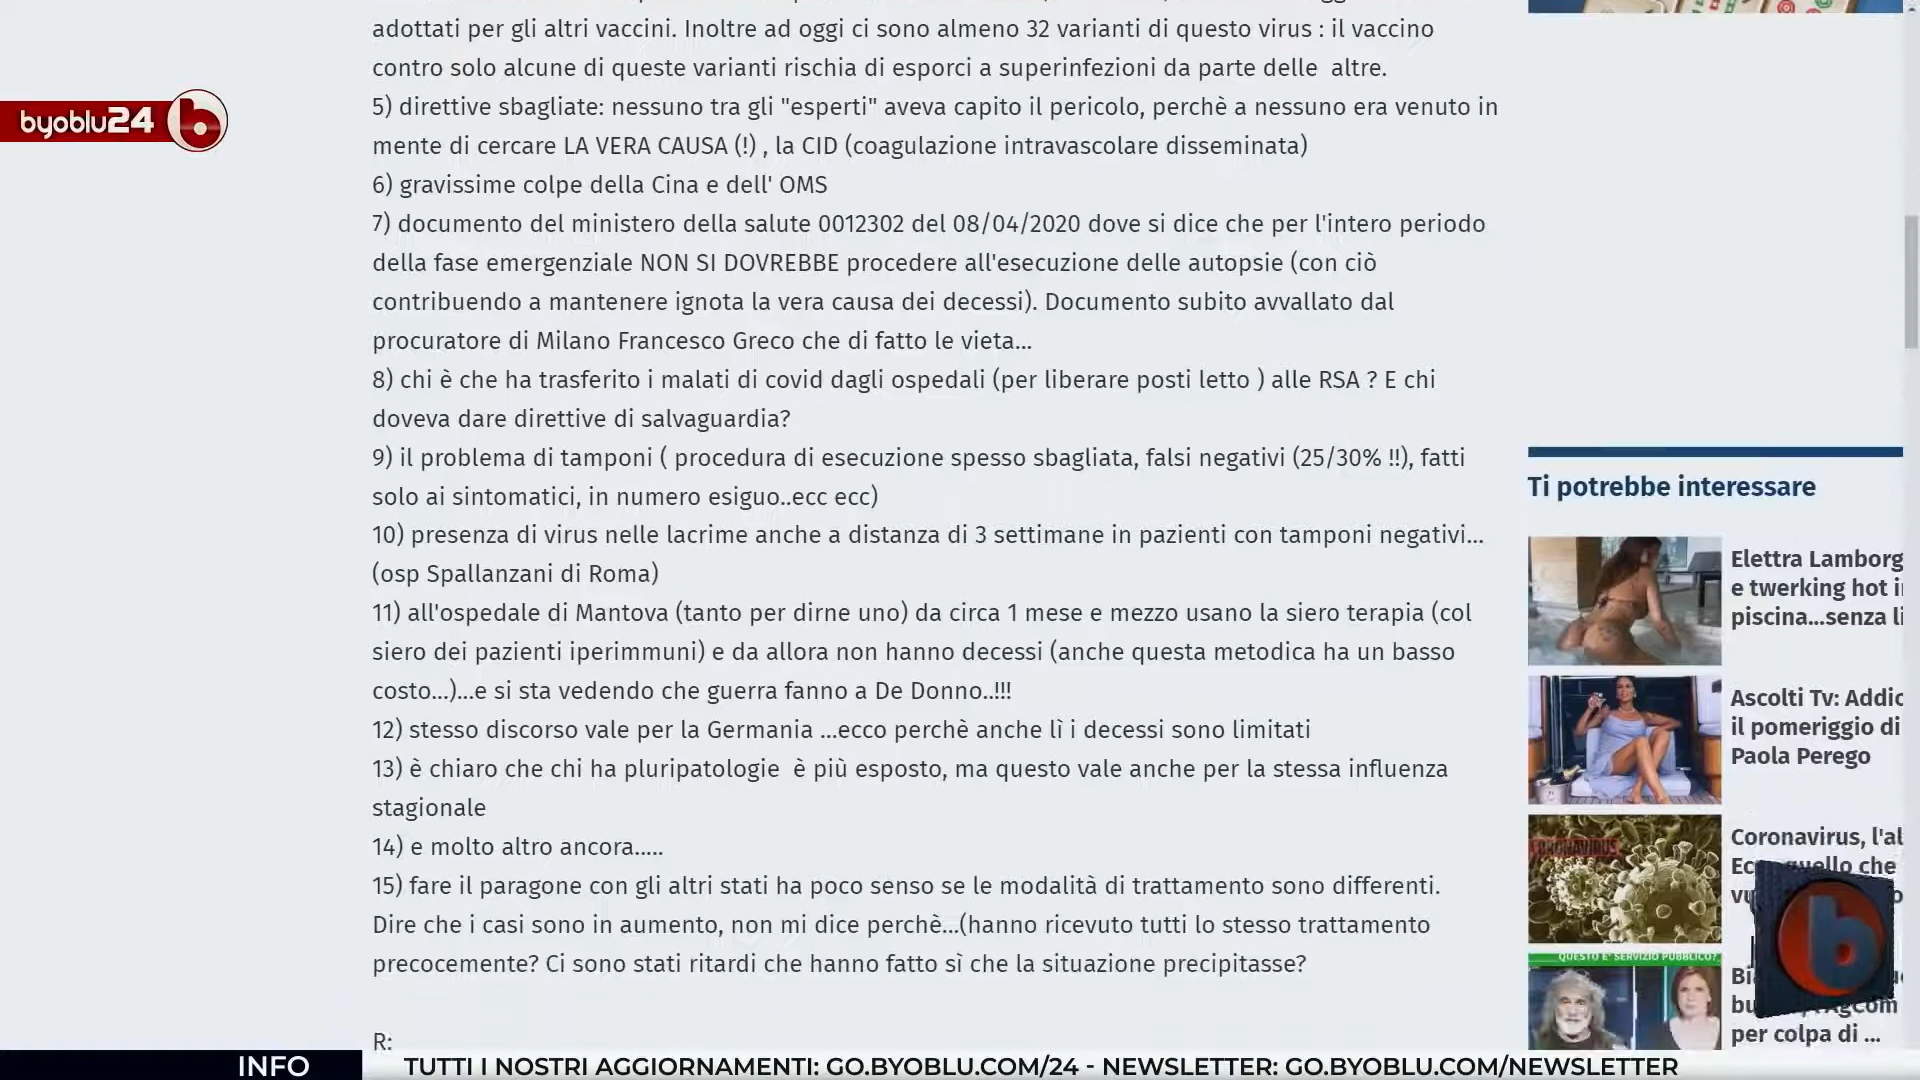 adottati per gli altri vaccini. Inoltre ad oggi ci sono almeno 32 varianti di questo virus : il vaccino
contro solo alcune di queste varianti rischia di esporci a superinfezioni da parte delle  altre.
5) direttive sbagliate: nessuno tra gli "esperti" aveva capito il pericolo, perchè a nessuno era venuto in
mente di cercare LA VERA CAUSA (!) , la CID (coagulazione intravascolare disseminata)
6) gravissime colpe della Cina e dell' OMS
7) documento del ministero della salute 0012302 del 08/04/2020 dove si dice che per l'intero periodo
della fase emergenziale NON SI DOVREBBE procedere all'esecuzione delle autopsie (con ciò
contribuendo a mantenere ignota la vera causa dei decessi). Documento subito avvallato dal
procuratore di Milano Francesco Greco che di fatto le vieta...
8) chi è che ha trasferito i malati di covid dagli ospedali (per liberare posti letto ) alle RSA ? E chi
doveva dare direttive di salvaguardia?
9) il problema di tamponi ( procedura di esecuzione spesso sbagliata, falsi negativi (25/30% !!), fatti
solo ai sintomatici, in numero esiguo..ecc ecc)
10) presenza di virus nelle lacrime anche a distanza di 3 settimane in pazienti con tamponi negativi...
(osp Spallanzani di Roma)
11) all'ospedale di Mantova (tanto per dirne uno) da circa 1 mese e mezzo usano la siero terapia (col
siero dei pazienti iperimmuni) e da allora non hanno decessi (anche questa metodica ha un basso
costo...)...e si sta vedendo che guerra fanno a De Donno..!!!
12) stesso discorso vale per la Germania ...ecco perchè anche lì i decessi sono limitati
13) è chiaro che chi ha pluripatologie  è più esposto, ma questo vale anche per la stessa influenza
stagionale
14) e molto altro ancora.....
15) fare il paragone con gli altri stati ha poco senso se le modalità di trattamento sono differenti.
Dire che i casi sono in aumento, non mi dice perchè...(hanno ricevuto tutti lo stesso trattamento
precocemente? Ci sono stati ritardi che hanno fatto sì che la situazione precipitasse?
R:
byoblu24 b
Ti potrebbe interessare
Elettra Lamborg
e twerking hot i
piscina...senza li
Ascolti Tv: Addio
il pomeriggio di
Paola Perego
CORONAVIRUS
Coronavirus, l'al
che
QUESTO E' SERVIZIO PUBBLICO?
Agcom
per colpa di ...
b
INFO
TUTTI I NOSTRI AGGIORNAMENTI: GO.BYOBLU.COM/24 - NEWSLETTER: GO.BYOBLU.COM/NEWSLETTER